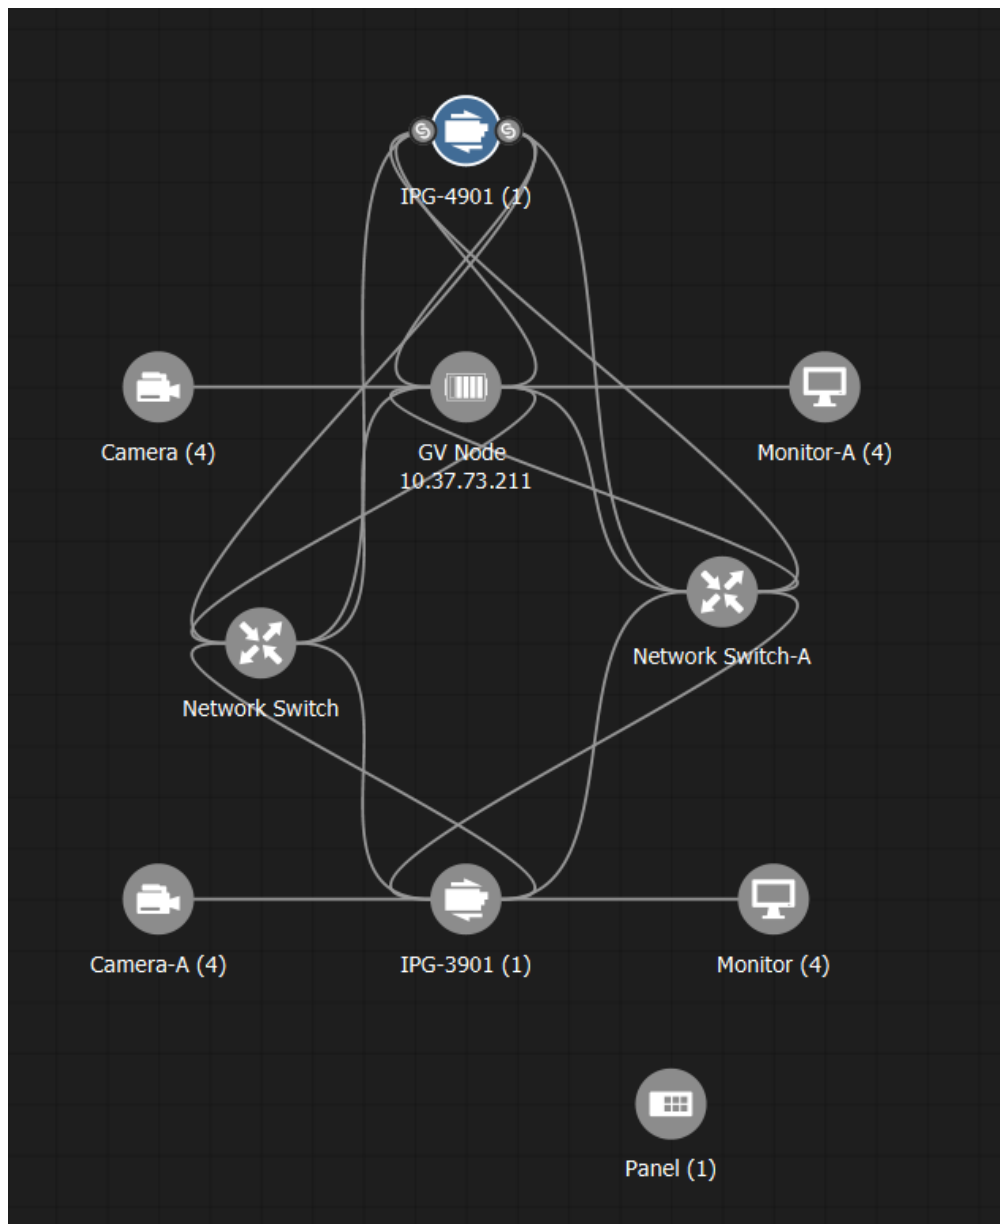 IPG-4901 (1)
Camera (4)
GV Node
10.37.73.211
Monitor-A (4)
Network Switch-A
Network Switch
Camera-A (4)
IPG-3901 (1)
Monitor (4)
Panel (1)